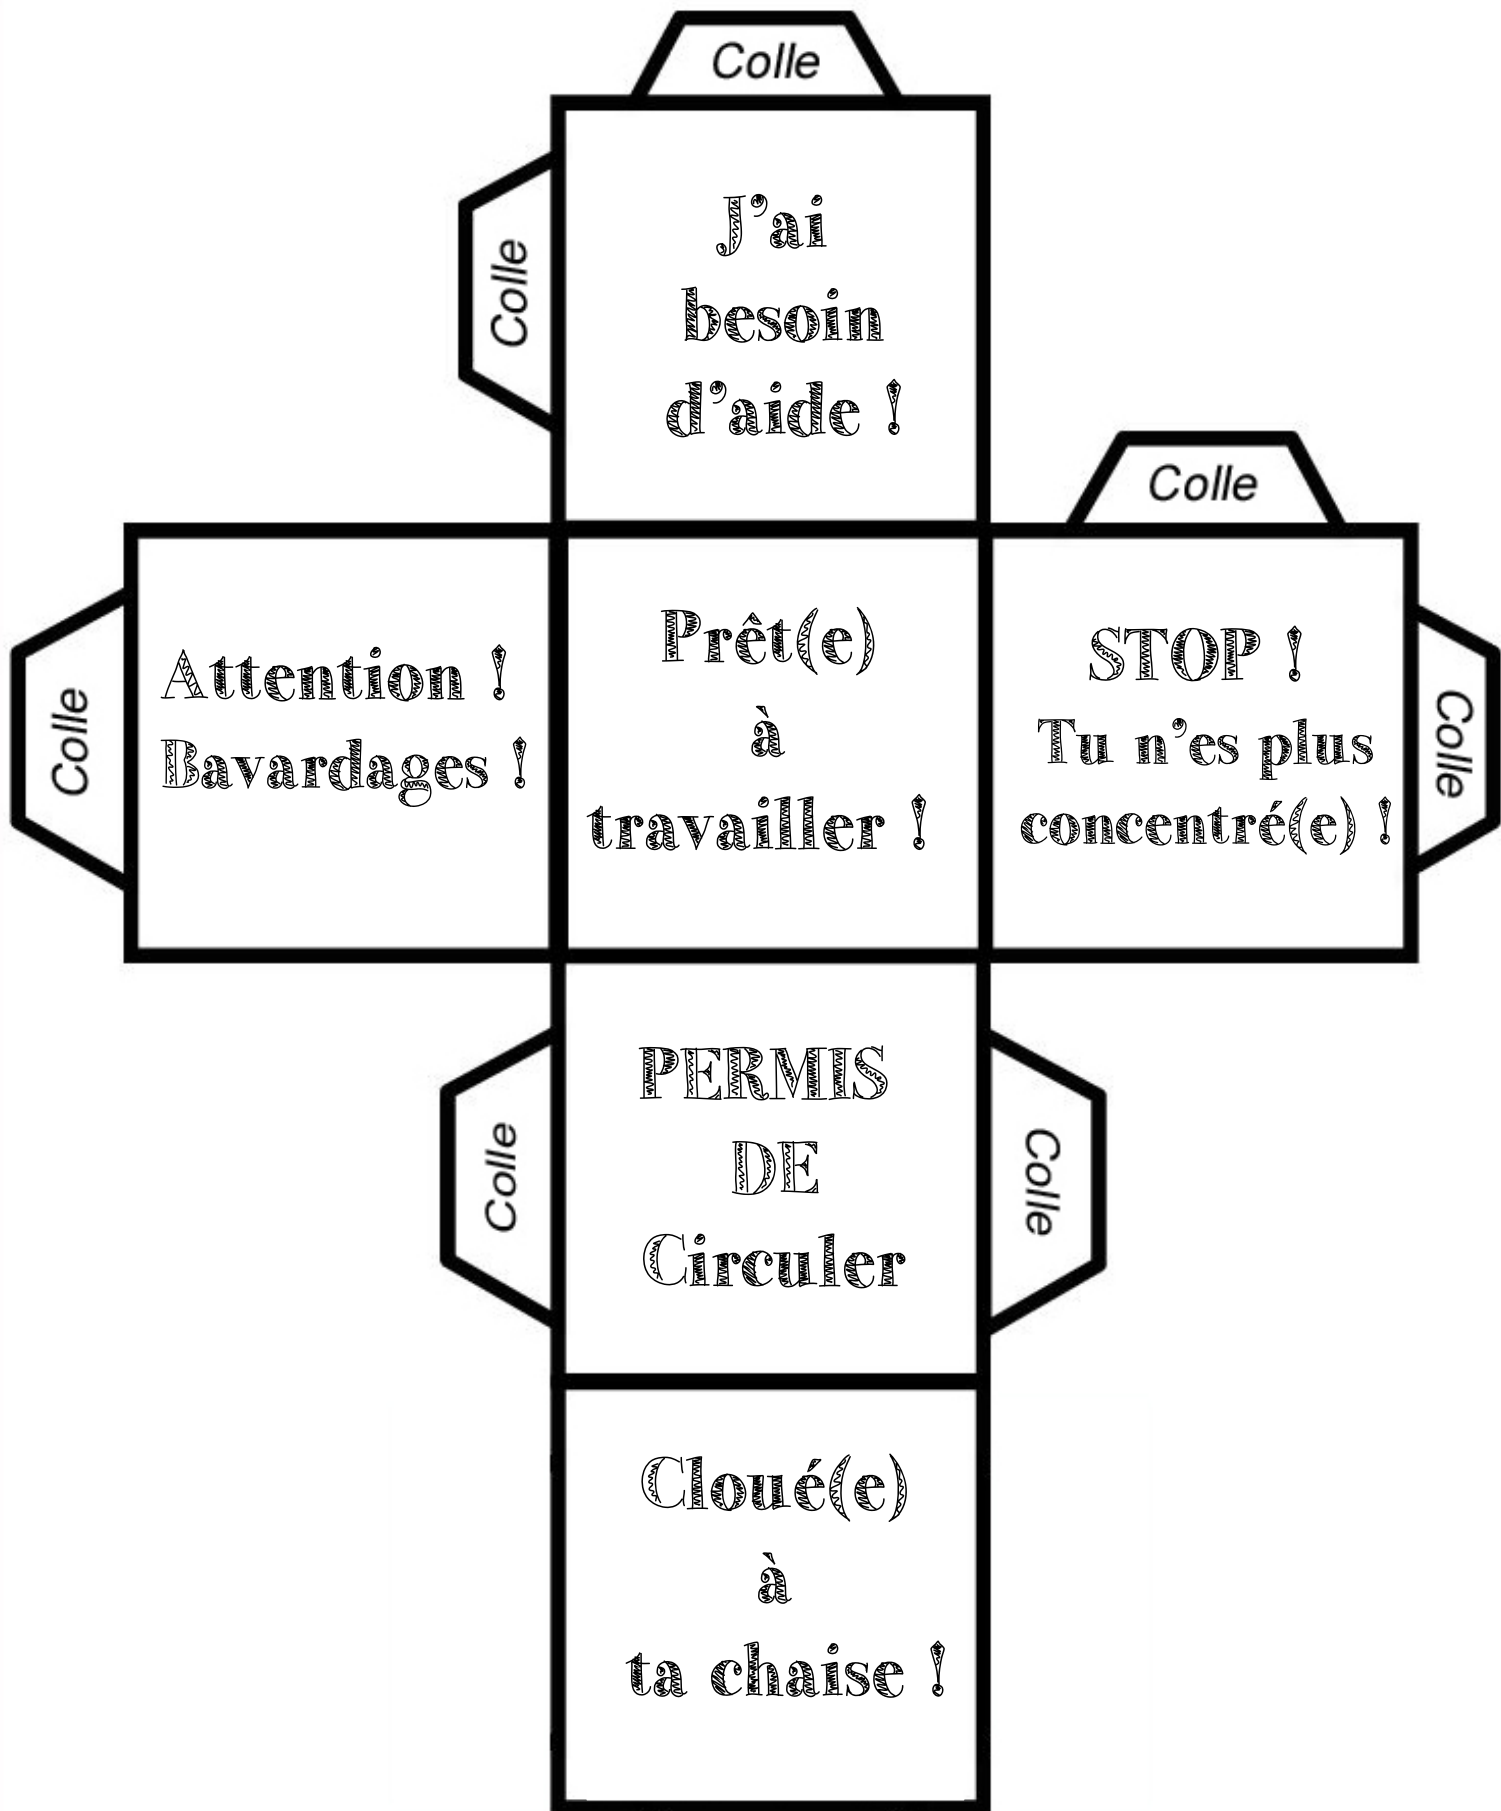 Colle
J’ai
besoin
d’aide !
Colle
Colle
Attention !
Bavardages !
Colle
Prêt(e)
à
travailler !
STOP !
Tu n’es plus
concentré(e) !
Colle
PERMIS
DE
Circuler
Colle
Colle
Cloué(e)
à
ta chaise !